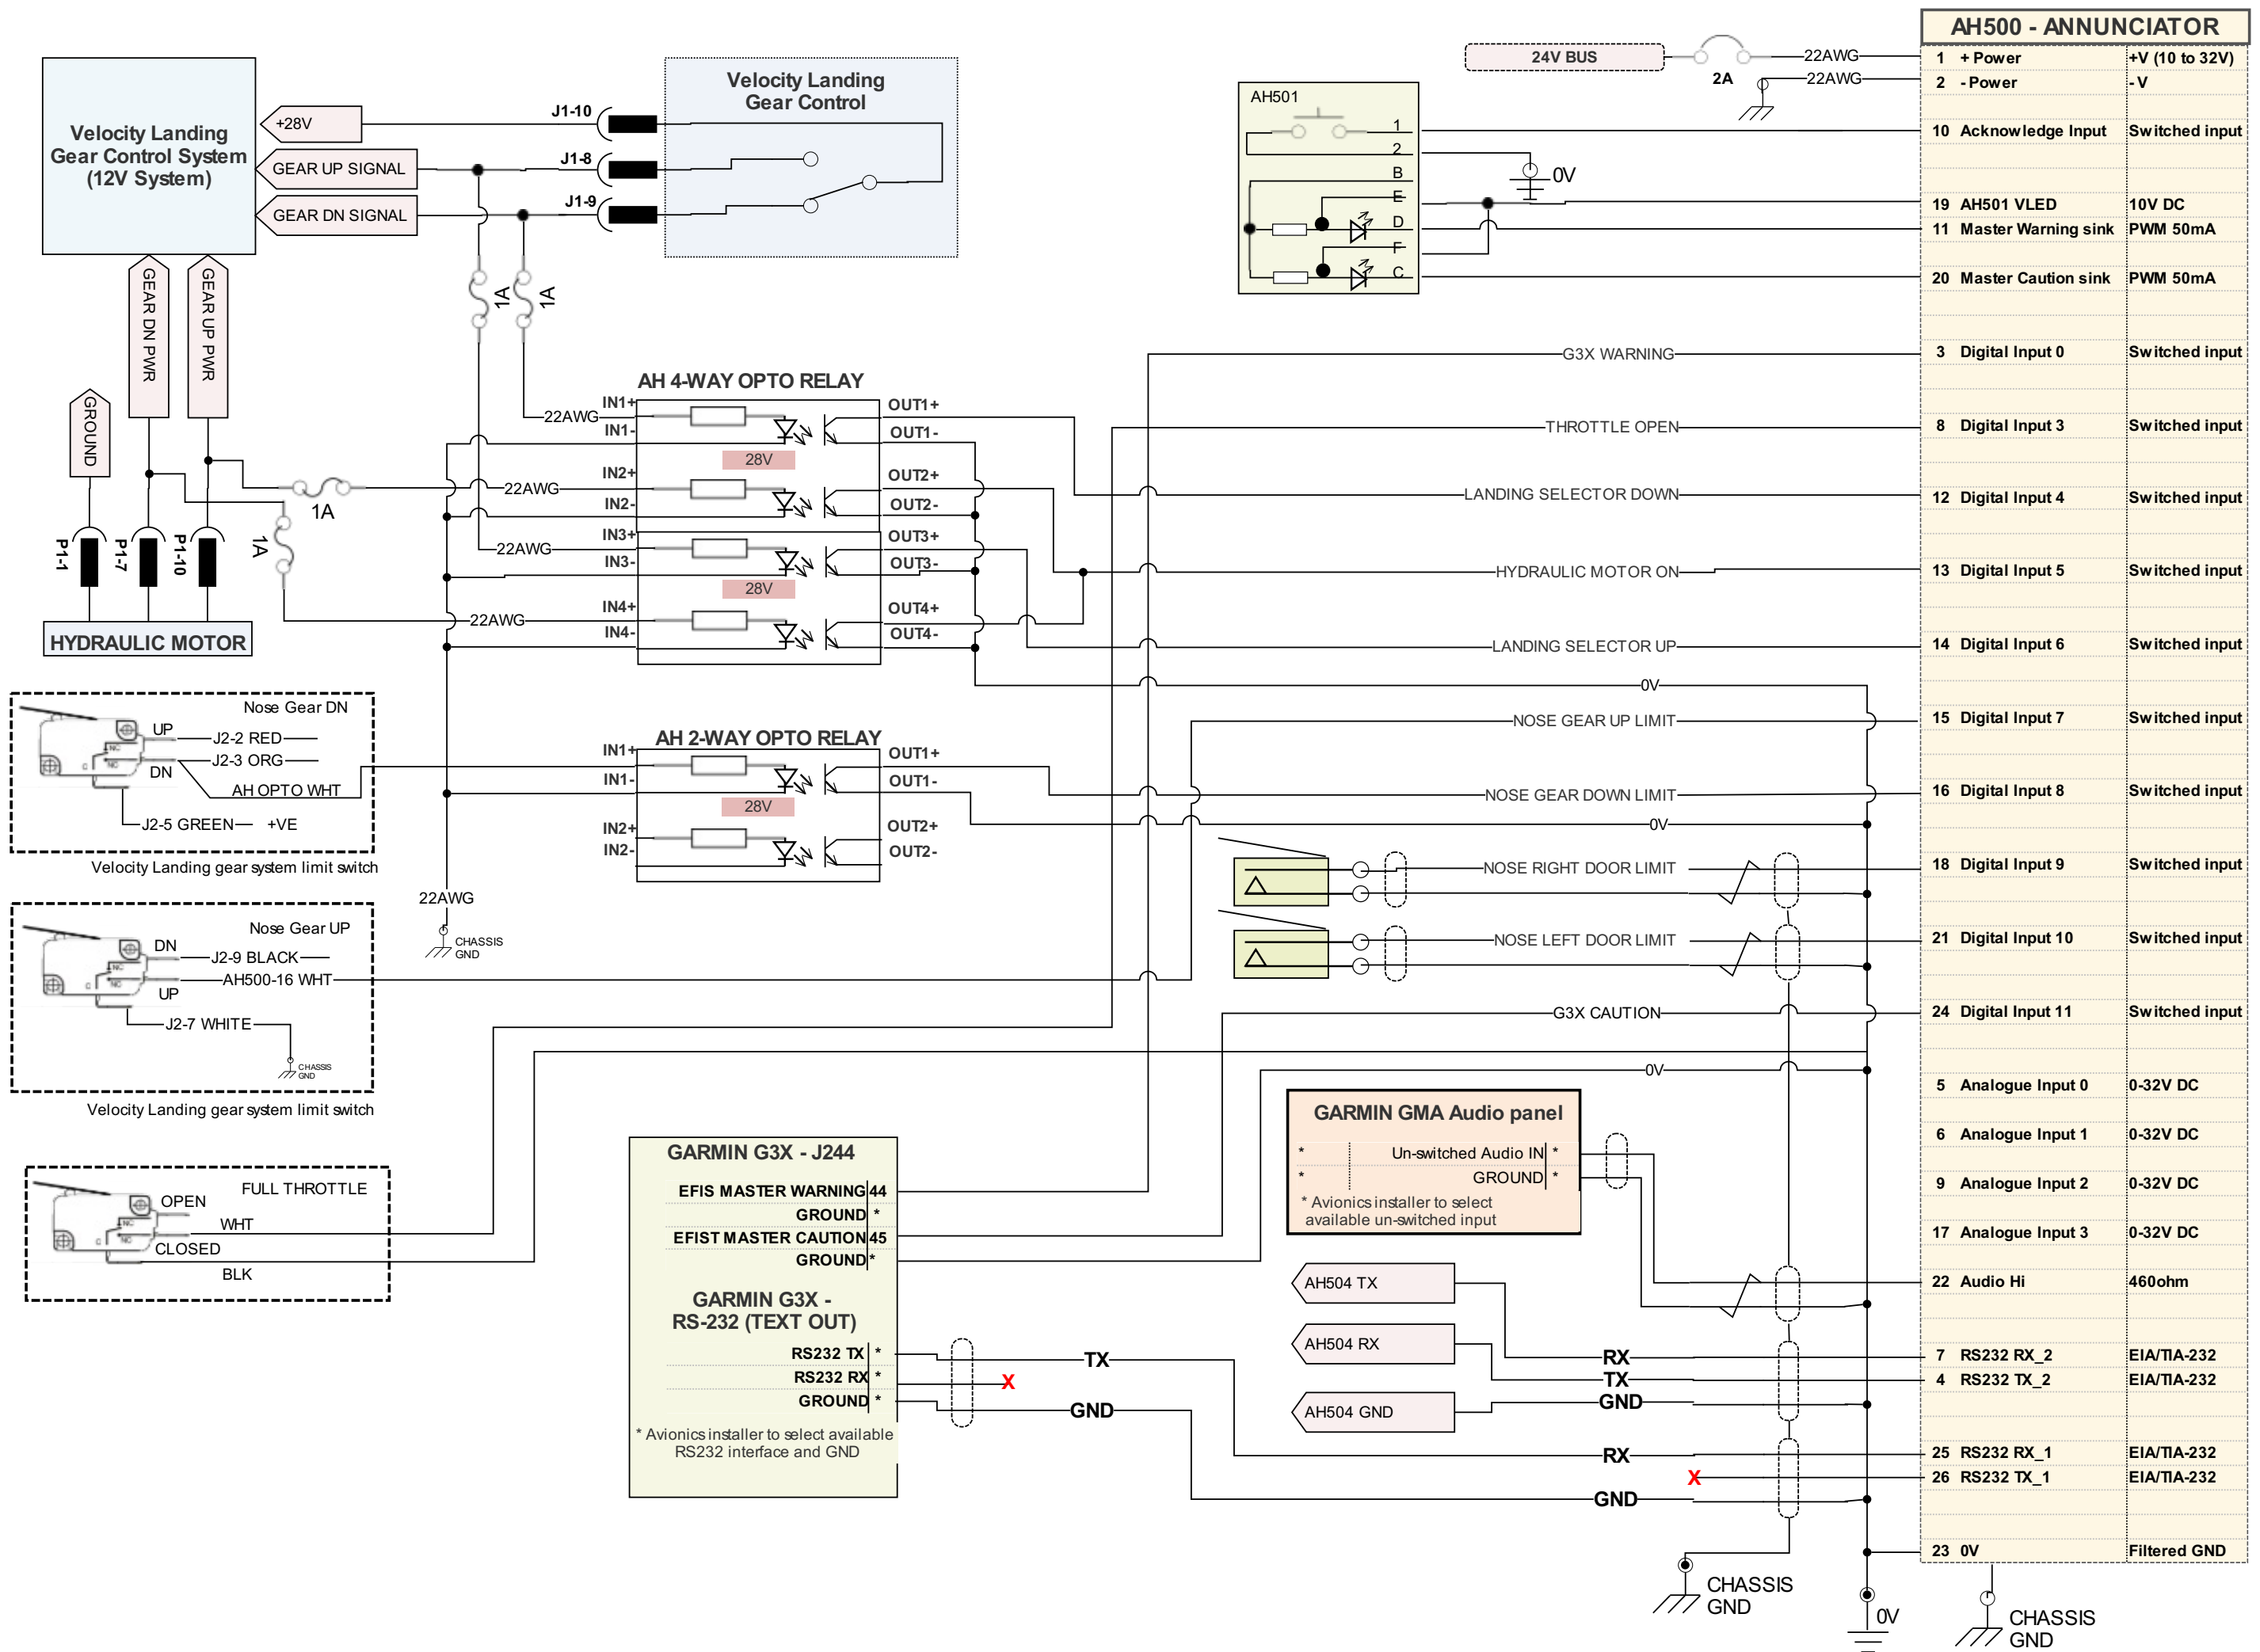 AH500 - ANNUNCIATOR
1 + Power +V (10 to 32V)
2 - Power - V
10 Acknowledge Input Switched input
19 AH501 VLED 10V DC
11 Master Warning sink PWM 50mA
20 Master Caution sink PWM 50mA
3 Digital Input 0 Switched input
8 Digital Input 3 Switched input
12 Digital Input 4 Switched input
13 Digital Input 5 Switched input
14 Digital Input 6 Switched input
15 Digital Input 7 Switched input
16 Digital Input 8 Switched input
18 Digital Input 9 Switched input
21 Digital Input 10 Switched input
24 Digital Input 11 Switched input
5 Analogue Input 0 0-32V DC
6 Analogue Input 1 0-32V DC
9 Analogue Input 2 0-32V DC
17 Analogue Input 3 0-32V DC
22 Audio Hi 460ohm
7 RS232 RX_2 EIA/TIA-232
4 RS232 TX_2 EIA/TIA-232
25 RS232 RX_1 EIA/TIA-232
26 RS232 TX_1 EIA/TIA-232
23 0V Filtered GND
CHASSIS
GND
0V
CHASSIS
GND
24V BUS
2A
22AWG
22AWG
AH501
1
2
B
E
D
F
C
0V
Velocity Landing
Gear Control System
(12V System)
+28V
GEAR UP SIGNAL
GEAR DN SIGNAL
J1-10
J1-8
J1-9
Velocity Landing
Gear Control
GEAR DN PWR
GEAR UP PWR
GROUND
P1-1
P1-7
P1-10
1A
1A
1A
1A
HYDRAULIC MOTOR
AH 4-WAY OPTO RELAY
22AWG
IN1+
IN1-
28V
OUT1+
OUT1-
22AWG
IN2+
IN2-
OUT2+
OUT2-
22AWG
IN3+
IN3-
28V
OUT3+
OUT3-
22AWG
IN4+
IN4-
OUT4+
OUT4-
AH 2-WAY OPTO RELAY
IN1+
IN1-
28V
OUT1+
OUT1-
IN2+
IN2-
OUT2+
OUT2-
22AWG
CHASSIS
GND
G3X WARNING
THROTTLE OPEN
LANDING SELECTOR DOWN
HYDRAULIC MOTOR ON
LANDING SELECTOR UP
0V
NOSE GEAR UP LIMIT
NOSE GEAR DOWN LIMIT
0V
NOSE RIGHT DOOR LIMIT
NOSE LEFT DOOR LIMIT
G3X CAUTION
0V
Nose Gear DN
UP
J2-2 RED
NC
C NC
J2-3 ORG
DN
AH OPTO WHT
J2-5 GREEN
+VE
Velocity Landing gear system limit switch
Nose Gear UP
DN
J2-9 BLACK
NC
C NC
AH500-16 WHT
UP
J2-7 WHITE
CHASSIS
GND
Velocity Landing gear system limit switch
FULL THROTTLE
OPEN
NC
C NC
WHT
CLOSED
BLK
GARMIN G3X - J244
EFIS MASTER WARNING 44
GROUND *
EFIST MASTER CAUTION 45
GROUND *
GARMIN G3X -
RS-232 (TEXT OUT)
RS232 TX *
RS232 RX *
GROUND *
* Avionics installer to select available
RS232 interface and GND
TX
X
GND
GARMIN GMA Audio panel
* Un-switched Audio IN *
* GROUND *
* Avionics installer to select
available un-switched input
AH504 TX
AH504 RX
AH504 GND
RX
TX
GND
RX
X
GND